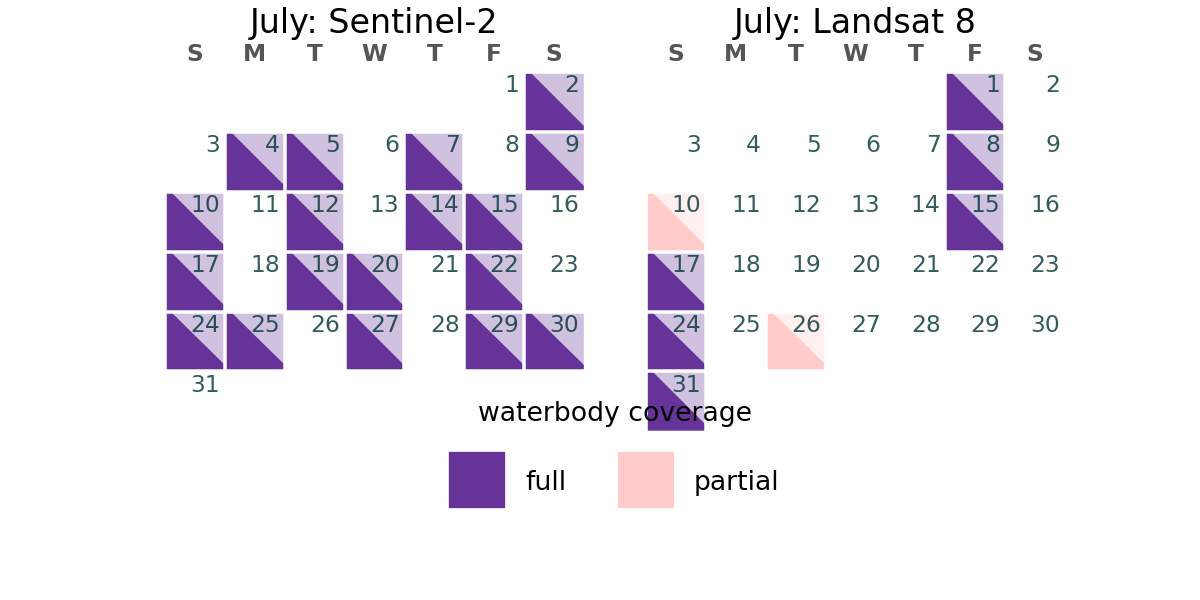 July: Sentinel-2
S M T W T F S
1 2
3 4 5 6 7 8 9
10 11 12 13 14 15 16
17 18 19 20 21 22 23
24 25 26 27 28 29 30
31
July: Landsat 8
S M T W T F S
1 2
3 4 5 6 7 8 9
10 11 12 13 14 15 16
17 18 19 20 21 22 23
24 25 26 27 28 29 30
31
waterbody coverage
full
partial